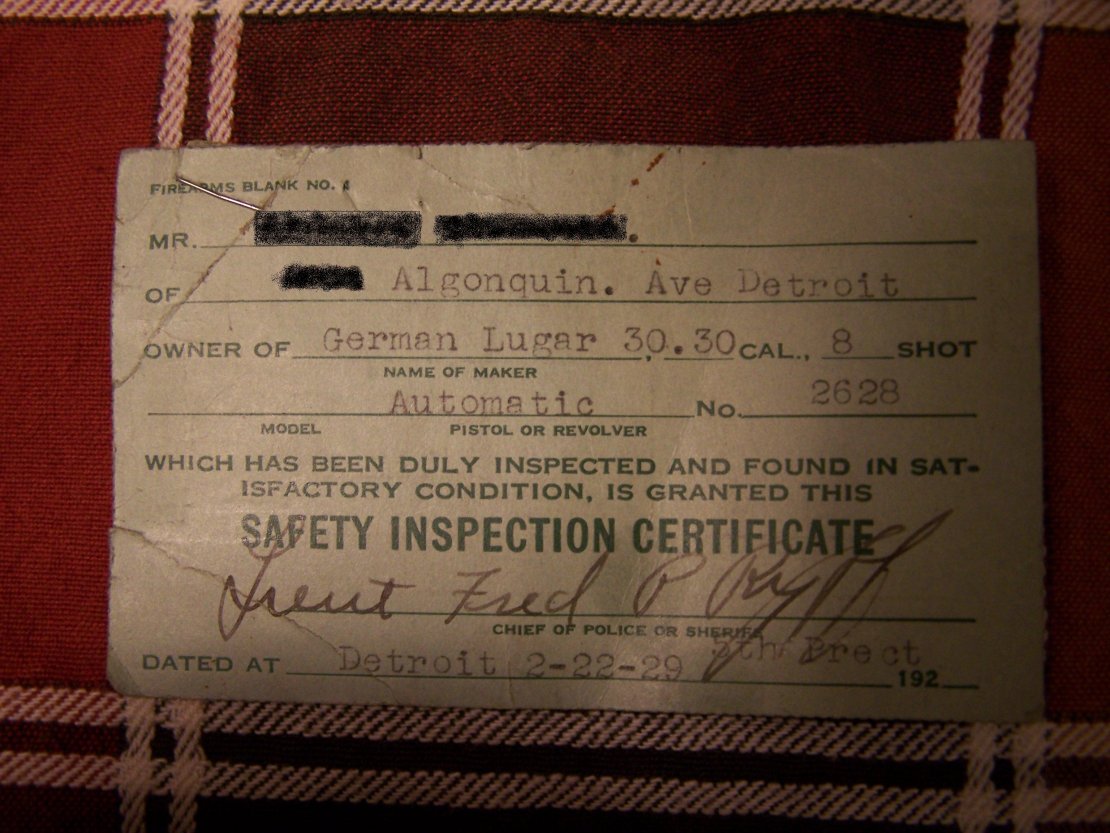 FIREARMS BLANK NO. 1
MR.
OF Algonquin. Ave Detroit
OWNER OF German Lugar 30.30 CAL., 8 SHOT
NAME OF MAKER
Automatic No. 2628
MODEL PISTOL OR REVOLVER
WHICH HAS BEEN DULY INSPECTED AND FOUND IN SAT-
ISFACTORY CONDITION, IS GRANTED THIS
SAFETY INSPECTION CERTIFICATE
Lieut Fred P
CHIEF OF POLICE OR SHERIFF
5th Prect
DATED AT Detroit 2-22-29 192